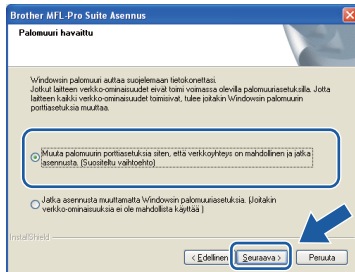 Brother MFL-Pro Suite Asennus
Palomuuri havaittu
Windowsin palomuuri auttaa suojelemaan tietokonettasi.
Jotkut laitteen verkko-ominaisuudet eivät toimi voimassa olevilla palomuuriasetuksilla. Jotta
laitteen kaikki verkko-ominaisuudet toimisivat, tulee joitakin Windowsin palomuurin
porttiasetuksia muuttaa.
Muuta palomuurin porttiasetuksia siten, että verkkoyhteys on mahdollinen ja jatka
asennusta. (Suositeltu vaihtoehto)
Jatka asennusta muuttamatta Windowsin palomuuriasetuksia. (Joitakin
verkko-ominaisuuksia ei ole mahdollista käyttää )
InstallShield
< Edellinen
Seuraava >
Peruuta